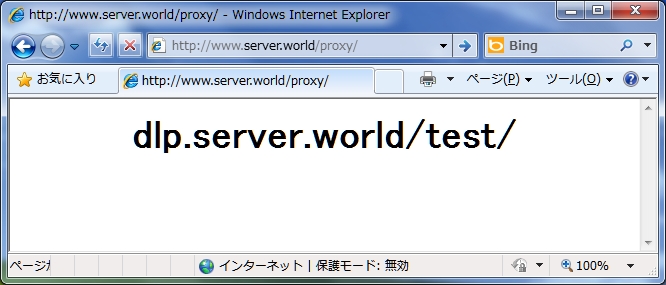 http://www.server.world/proxy/ - Windows Internet Explorer
http://www.server.world/proxy/
Bing
お気に入り
http://www.server.world/proxy/
ページ(P)
ツール(O)
dlp.server.world/test/
ページが
インターネット | 保護モード: 無効
100%